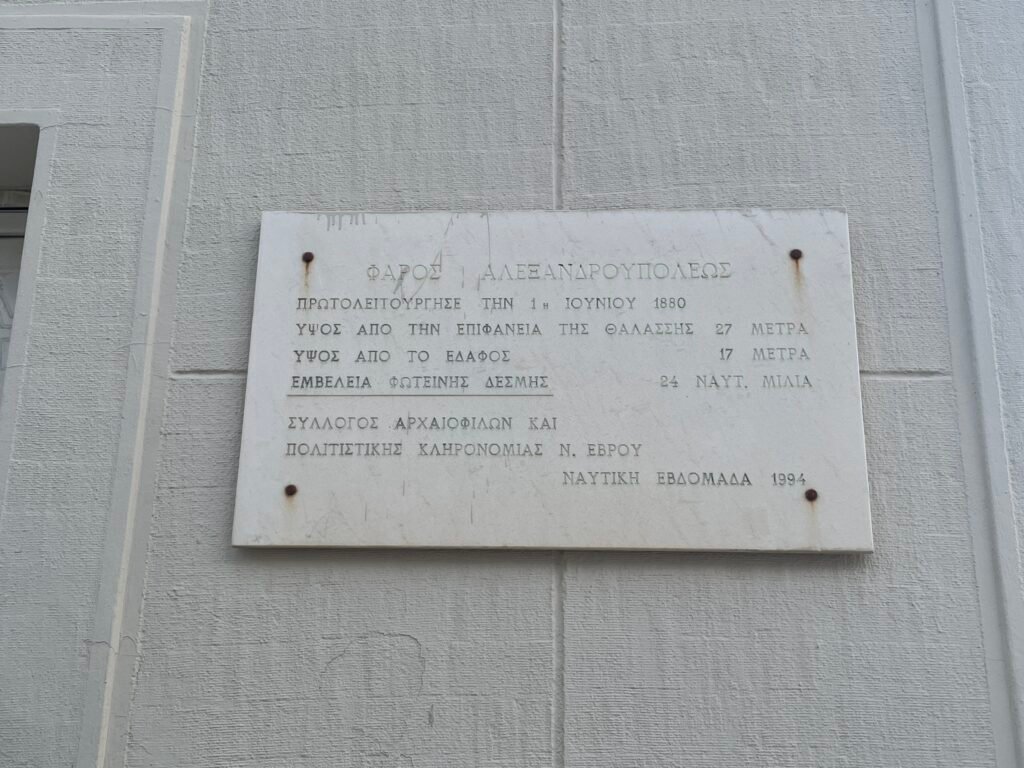 ΦΑΡΟΣ ΑΛΕΞΑΝΔΡΟΥΠΟΛΕΩΣ
ΠΡΩΤΟΛΕΙΤΟΥΡΓΗΣΕ ΤΗΝ 1η ΙΟΥΝΙΟΥ 1880
ΥΨΟΣ ΑΠΟ ΤΗΝ ΕΠΙΦΑΝΕΙΑ ΤΗΣ ΘΑΛΑΣΣΗΣ 27 ΜΕΤΡΑ
ΥΨΟΣ ΑΠΟ ΤΟ ΕΔΑΦΟΣ 17 ΜΕΤΡΑ
ΕΜΒΕΛΕΙΑ ΦΩΤΕΙΝΗΣ ΔΕΣΜΗΣ 24 ΝΑΥΤ. ΜΙΛΙΑ
ΣΥΛΛΟΓΟΣ ΑΡΧΑΙΟΦΙΛΩΝ ΚΑΙ
ΠΟΛΙΤΙΣΤΙΚΗΣ ΚΛΗΡΟΝΟΜΙΑΣ Ν. ΕΒΡΟΥ
ΝΑΥΤΙΚΗ ΕΒΔΟΜΑΔΑ 1994